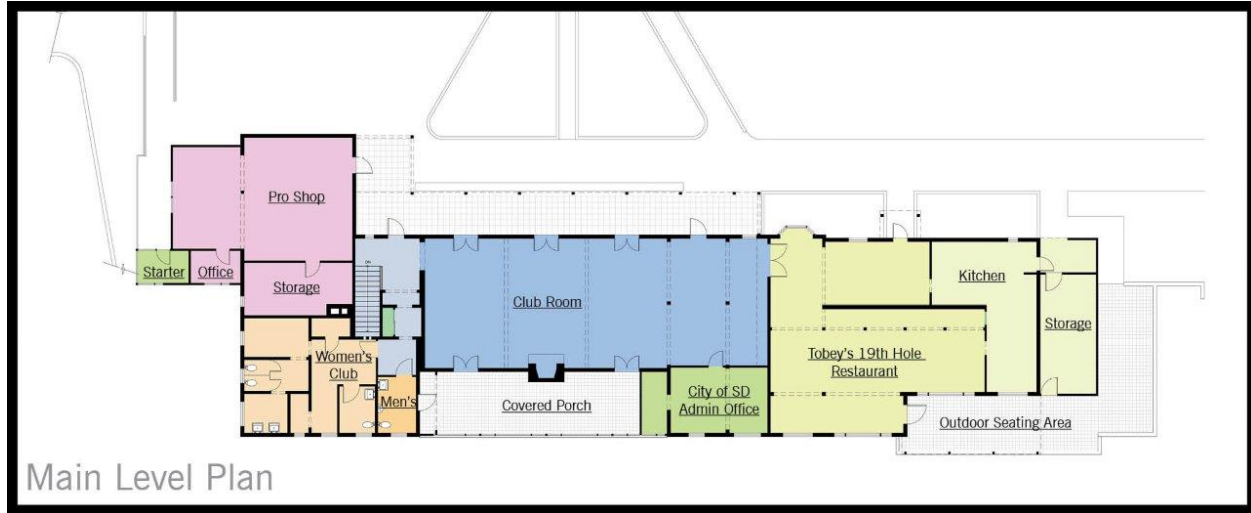 Pro Shop
Starter
Office
Storage
Club Room
Kitchen
Storage
Women's
Club
Men's
Covered Porch
City of SD
Admin Office
Tobey's 19th Hole
Restaurant
Outdoor Seating Area
Main Level Plan